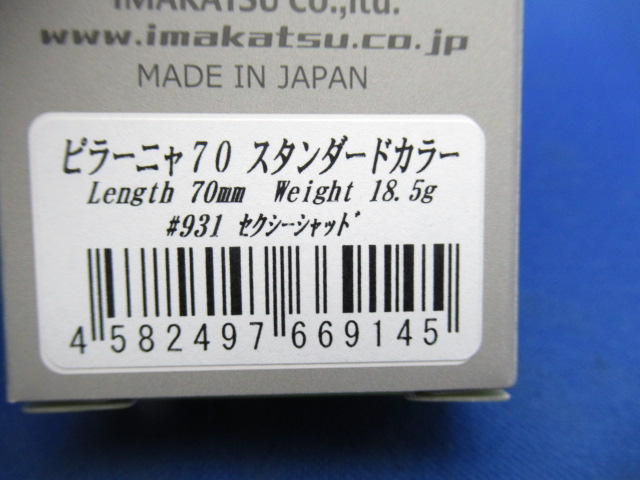 IMAKATSU Co.,ltd.
www.imakatsu.co.jp
MADE IN JAPAN
ピラーニャ70 スタンダードカラー
Length 70mm Weight 18.5g
#931 セクシーシャッド
4 582497 669145